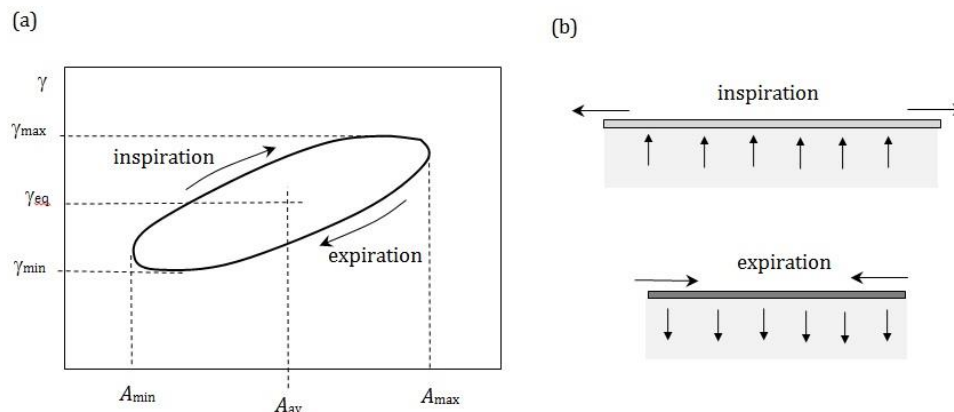 (a)
γ
γmax
inspiration
γeq
γmin
expiration
Amin
Aav
Amax
(b)
inspiration
expiration